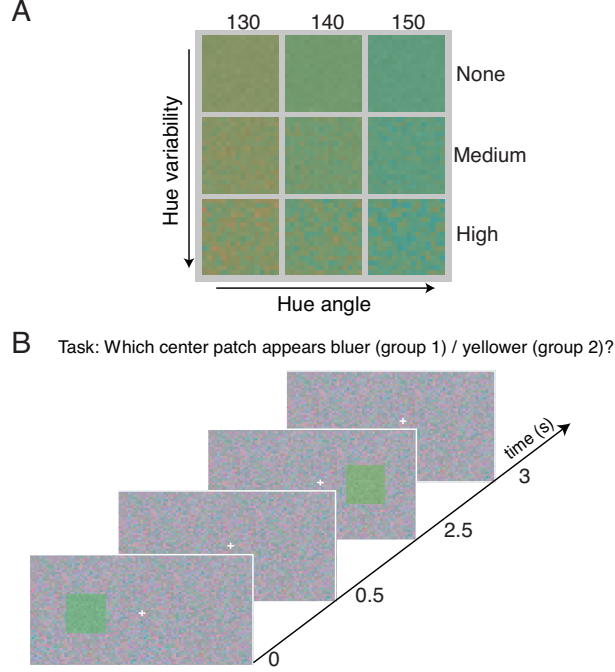 A
130 140 150
None
Medium
High
Hue variability
Hue angle
B Task: Which center patch appears bluer (group 1) / yellower (group 2)?
time (s)
3
2.5
0.5
0